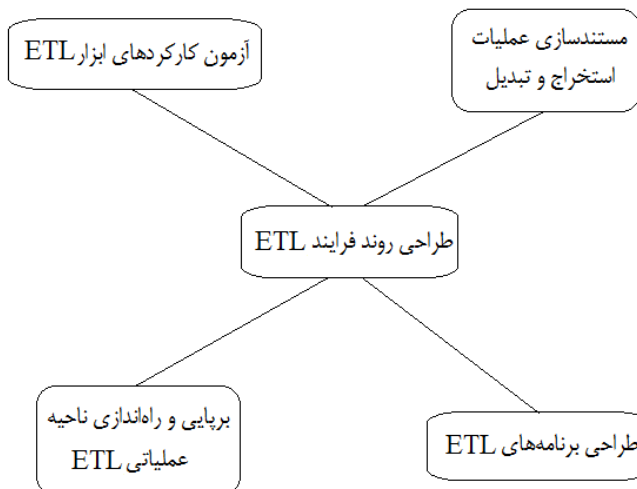 مستندسازی عملیات
استخراج و تبدیل
آزمون کارکردهای ابزار ETL
طراحی روند فرایند ETL
برپایی و راه‌اندازی ناحیه
عملیاتی ETL
طراحی برنامه‌های ETL